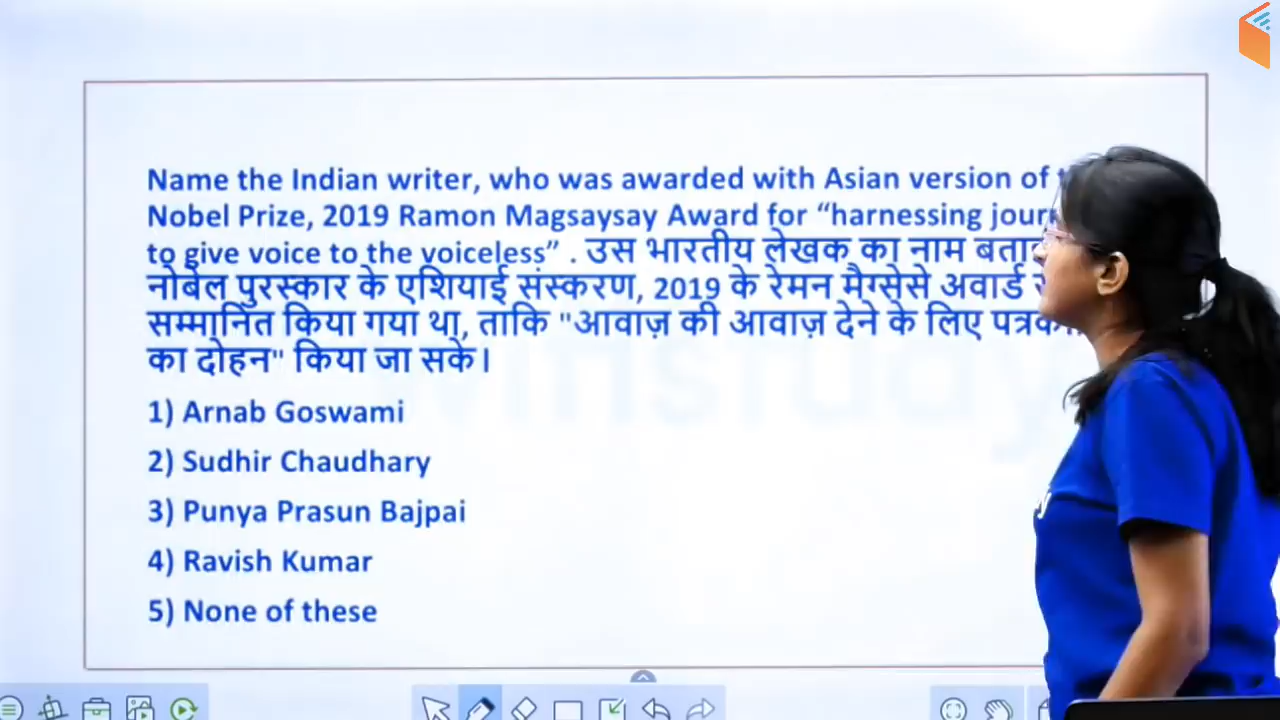 Name the Indian writer, who was awarded with Asian version of
Nobel Prize, 2019 Ramon Magsaysay Award for “harnessing
to give voice to the voiceless” . उस भारतीय लेखक का नाम
नोबेल पुरस्कार के एशियाई संस्करण, 2019 के रेमन मैग्सेसे अवार्ड
सम्मानित किया गया था, ताकि "आवाज़ की आवाज़ देने के लिए
का दोहन" किया जा सके।
1) Arnab Goswami
2) Sudhir Chaudhary
3) Punya Prasun Bajpai
4) Ravish Kumar
5) None of these